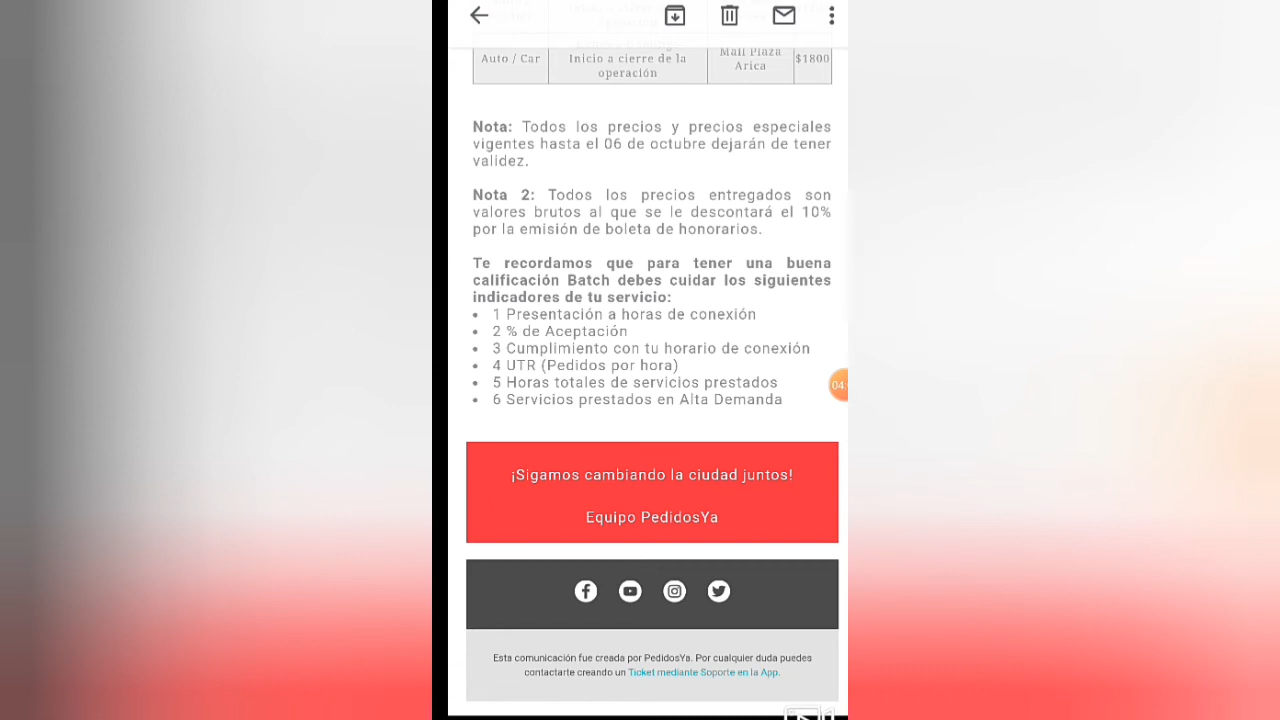 $1800
Auto / Car
Inicio a cierre de la
operación
Mall Plaza
Arica
Nota: Todos los precios y precios especiales
vigentes hasta el 06 de octubre dejarán de tener
validez.
Nota 2: Todos los precios entregados son
valores brutos al que se le descontará el 10%
por la emisión de boleta de honorarios.
Te recordamos que para tener una buena
calificación Batch debes cuidar los siguientes
indicadores de tu servicio:
• 1 Presentación a horas de conexión
• 2 % de Aceptación
• 3 Cumplimiento con tu horario de conexión
• 4 UTR (Pedidos por hora)
• 5 Horas totales de servicios prestados
• 6 Servicios prestados en Alta Demanda
04:
¡Sigamos cambiando la ciudad juntos!
Equipo PedidosYa
Esta comunicación fue creada por PedidosYa. Por cualquier duda puedes
contactarte creando un Ticket mediante Soporte en la App.